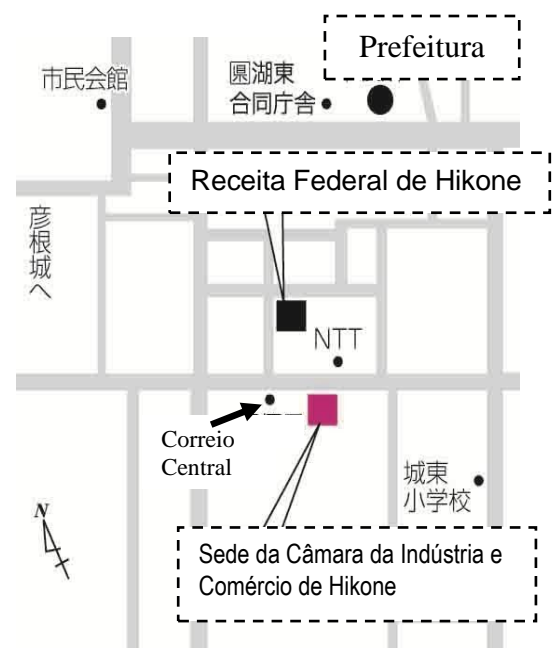 Prefeitura
市民会館
県湖東
合同庁舎
Receita Federal de Hikone
彦根城へ
NTT
Correio
Central
城東
小学校
N
Sede da Câmara da Indústria e
Comércio de Hikone